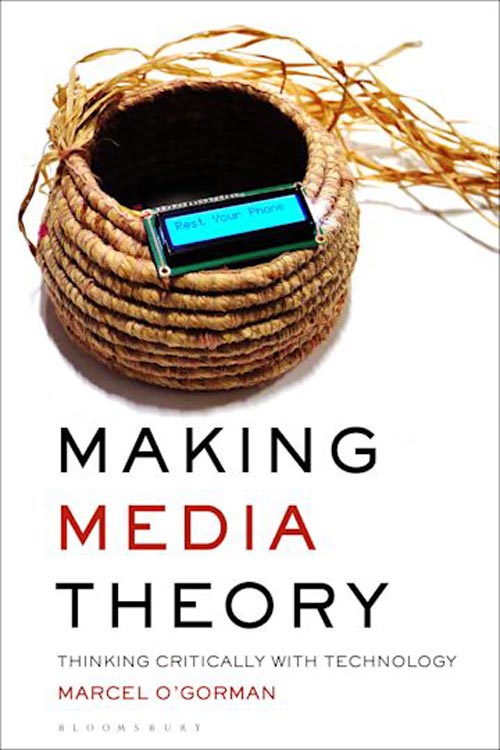 Rest Your Phone
MAKING
MEDIA
THEORY
THINKING CRITICALLY WITH TECHNOLOGY
MARCEL O'GORMAN
BLOOMSBURY